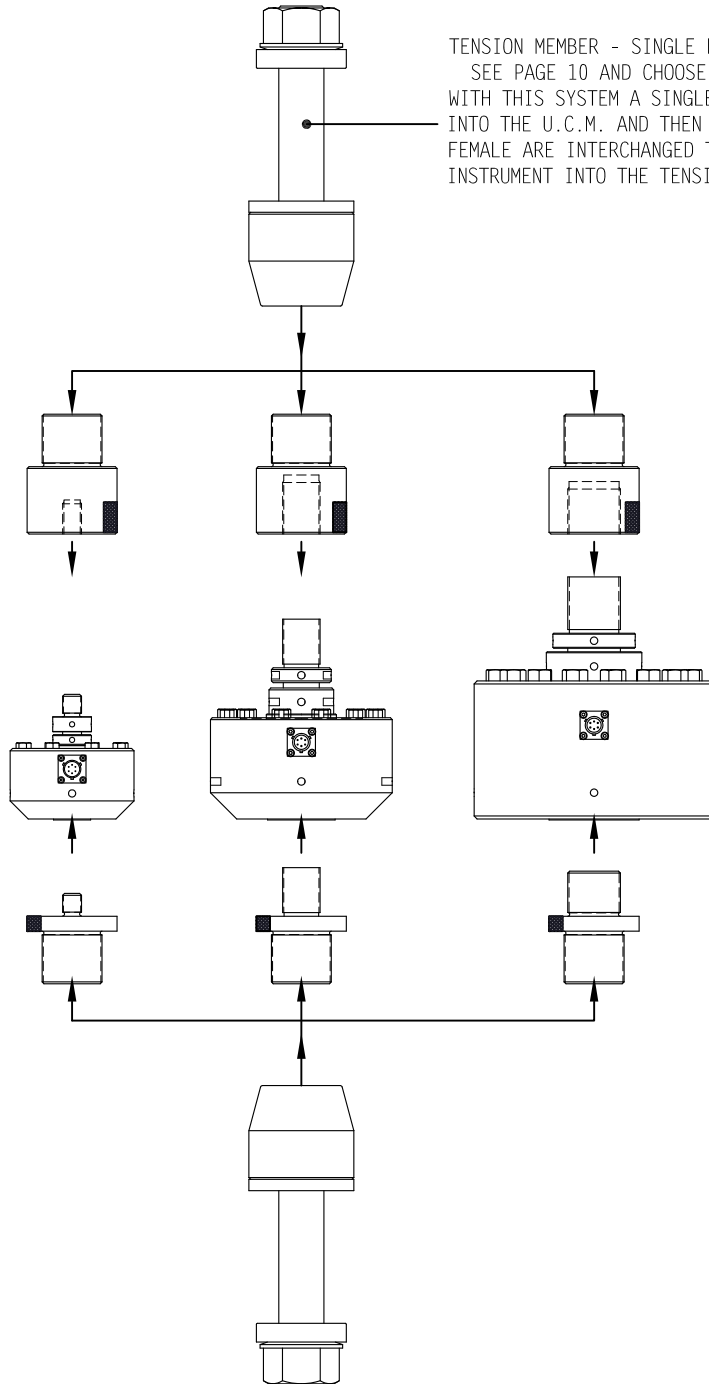 TENSION MEMBER - SINGLE
SEE PAGE 10 AND CHOOSE
WITH THIS SYSTEM A SINGLE
INTO THE U.C.M. AND THEN
FEMALE ARE INTERCHANGED
INSTRUMENT INTO THE